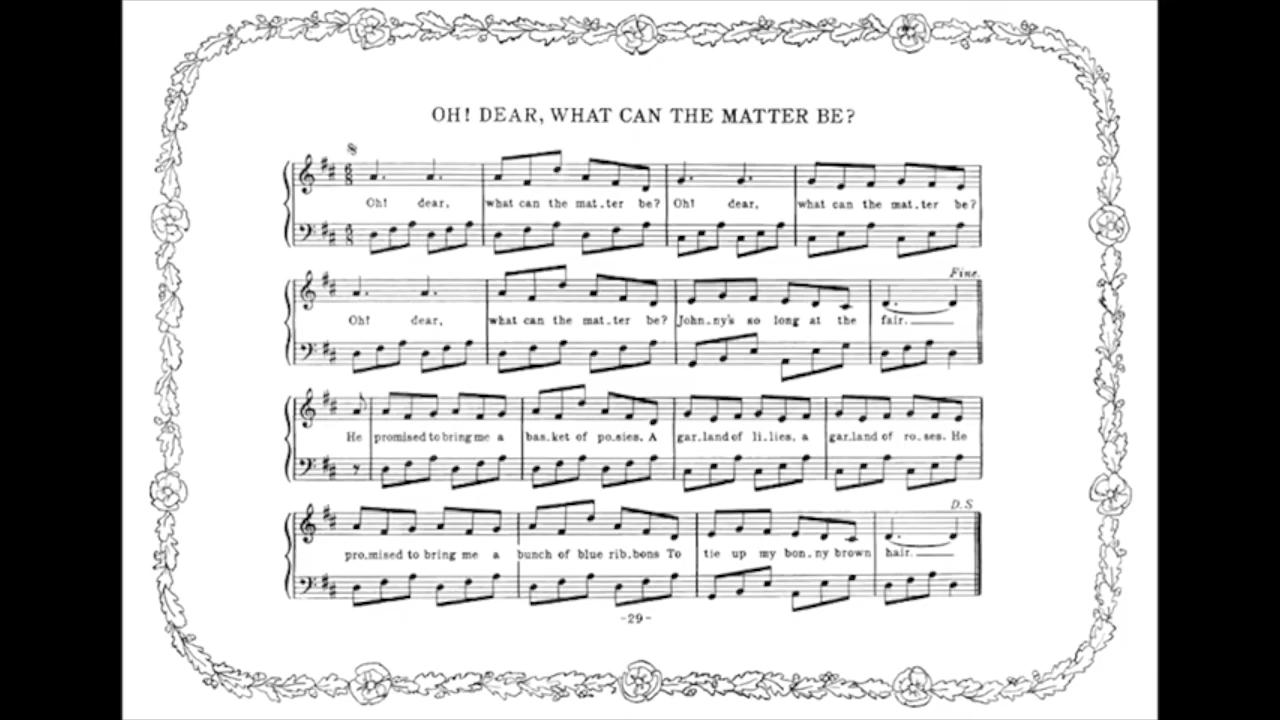 OH! DEAR, WHAT CAN THE MATTER BE?
Oh! dear, what can the mat-ter be? Oh! dear, what can the mat-ter be?
Fine.
Oh! dear, what can the mat-ter be? John-ny's so long at the fair.
He promised to bring me a bas-ket of po-sies. A gar-land of li-lies, a gar-land of ro-ses. He
D.S
pro-mised to bring me a bunch of blue rib-bons To tie up my bon-ny brown hair.
-29-